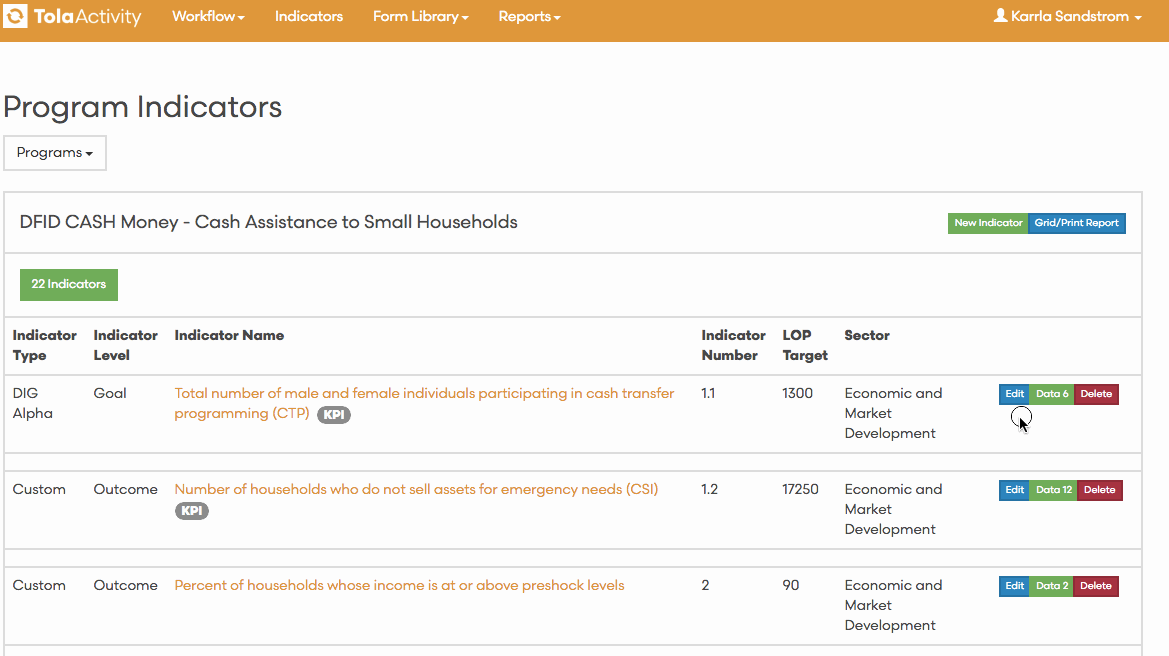 TolaActivity Workflow Indicators Form Library Reports Karrla Sandstrom
Program Indicators
Programs
DFID CASH Money - Cash Assistance to Small Households New Indicator Grid/Print Report
22 Indicators
Indicator Indicator Indicator Name Indicator LOP Sector
Type Level Number Target
DIG Goal Total number of male and female individuals participating in cash transfer 1.1 1300 Economic and Edit Data 6 Delete
Alpha programming (CTP) KPI Market
Development
Custom Outcome Number of households who do not sell assets for emergency needs (CSI) 1.2 17250 Economic and Edit Data 12 Delete
KPI Market
Development
Custom Outcome Percent of households whose income is at or above preshock levels 2 90 Economic and Edit Data 2 Delete
Market
Development